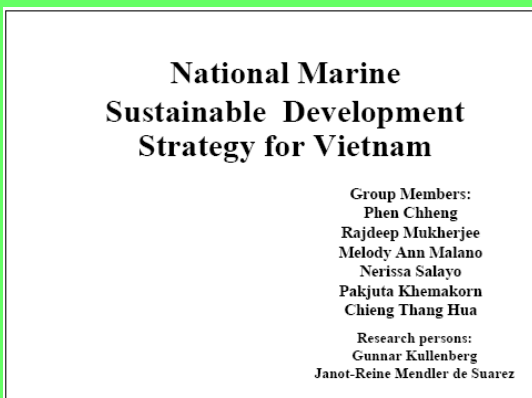 National Marine
Sustainable Development
Strategy for Vietnam
Group Members:
Phen Chheng
Rajdeep Mukherjee
Melody Ann Malano
Nerissa Salayo
Pakjuta Khemakorn
Chieng Thang Hua
Research persons:
Gunnar Kullenberg
Janot-Reine Mendler de Suarez